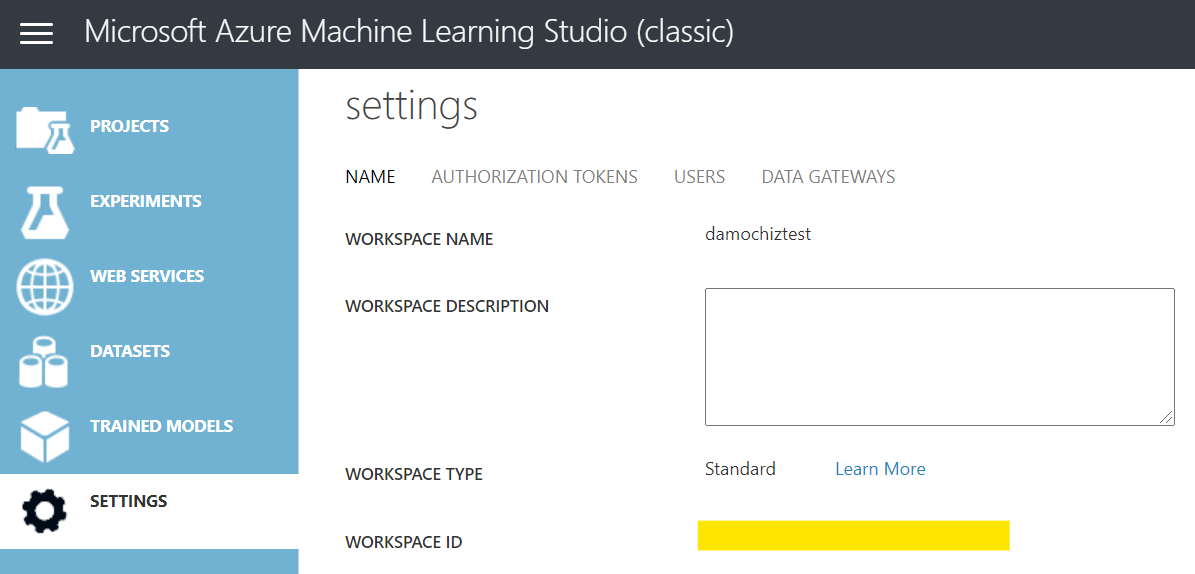 Microsoft Azure Machine Learning Studio (classic)
PROJECTS
EXPERIMENTS
WEB SERVICES
DATASETS
TRAINED MODELS
SETTINGS
settings
NAME AUTHORIZATION TOKENS USERS DATA GATEWAYS
WORKSPACE NAME damochiztest
WORKSPACE DESCRIPTION
WORKSPACE TYPE Standard Learn More
WORKSPACE ID